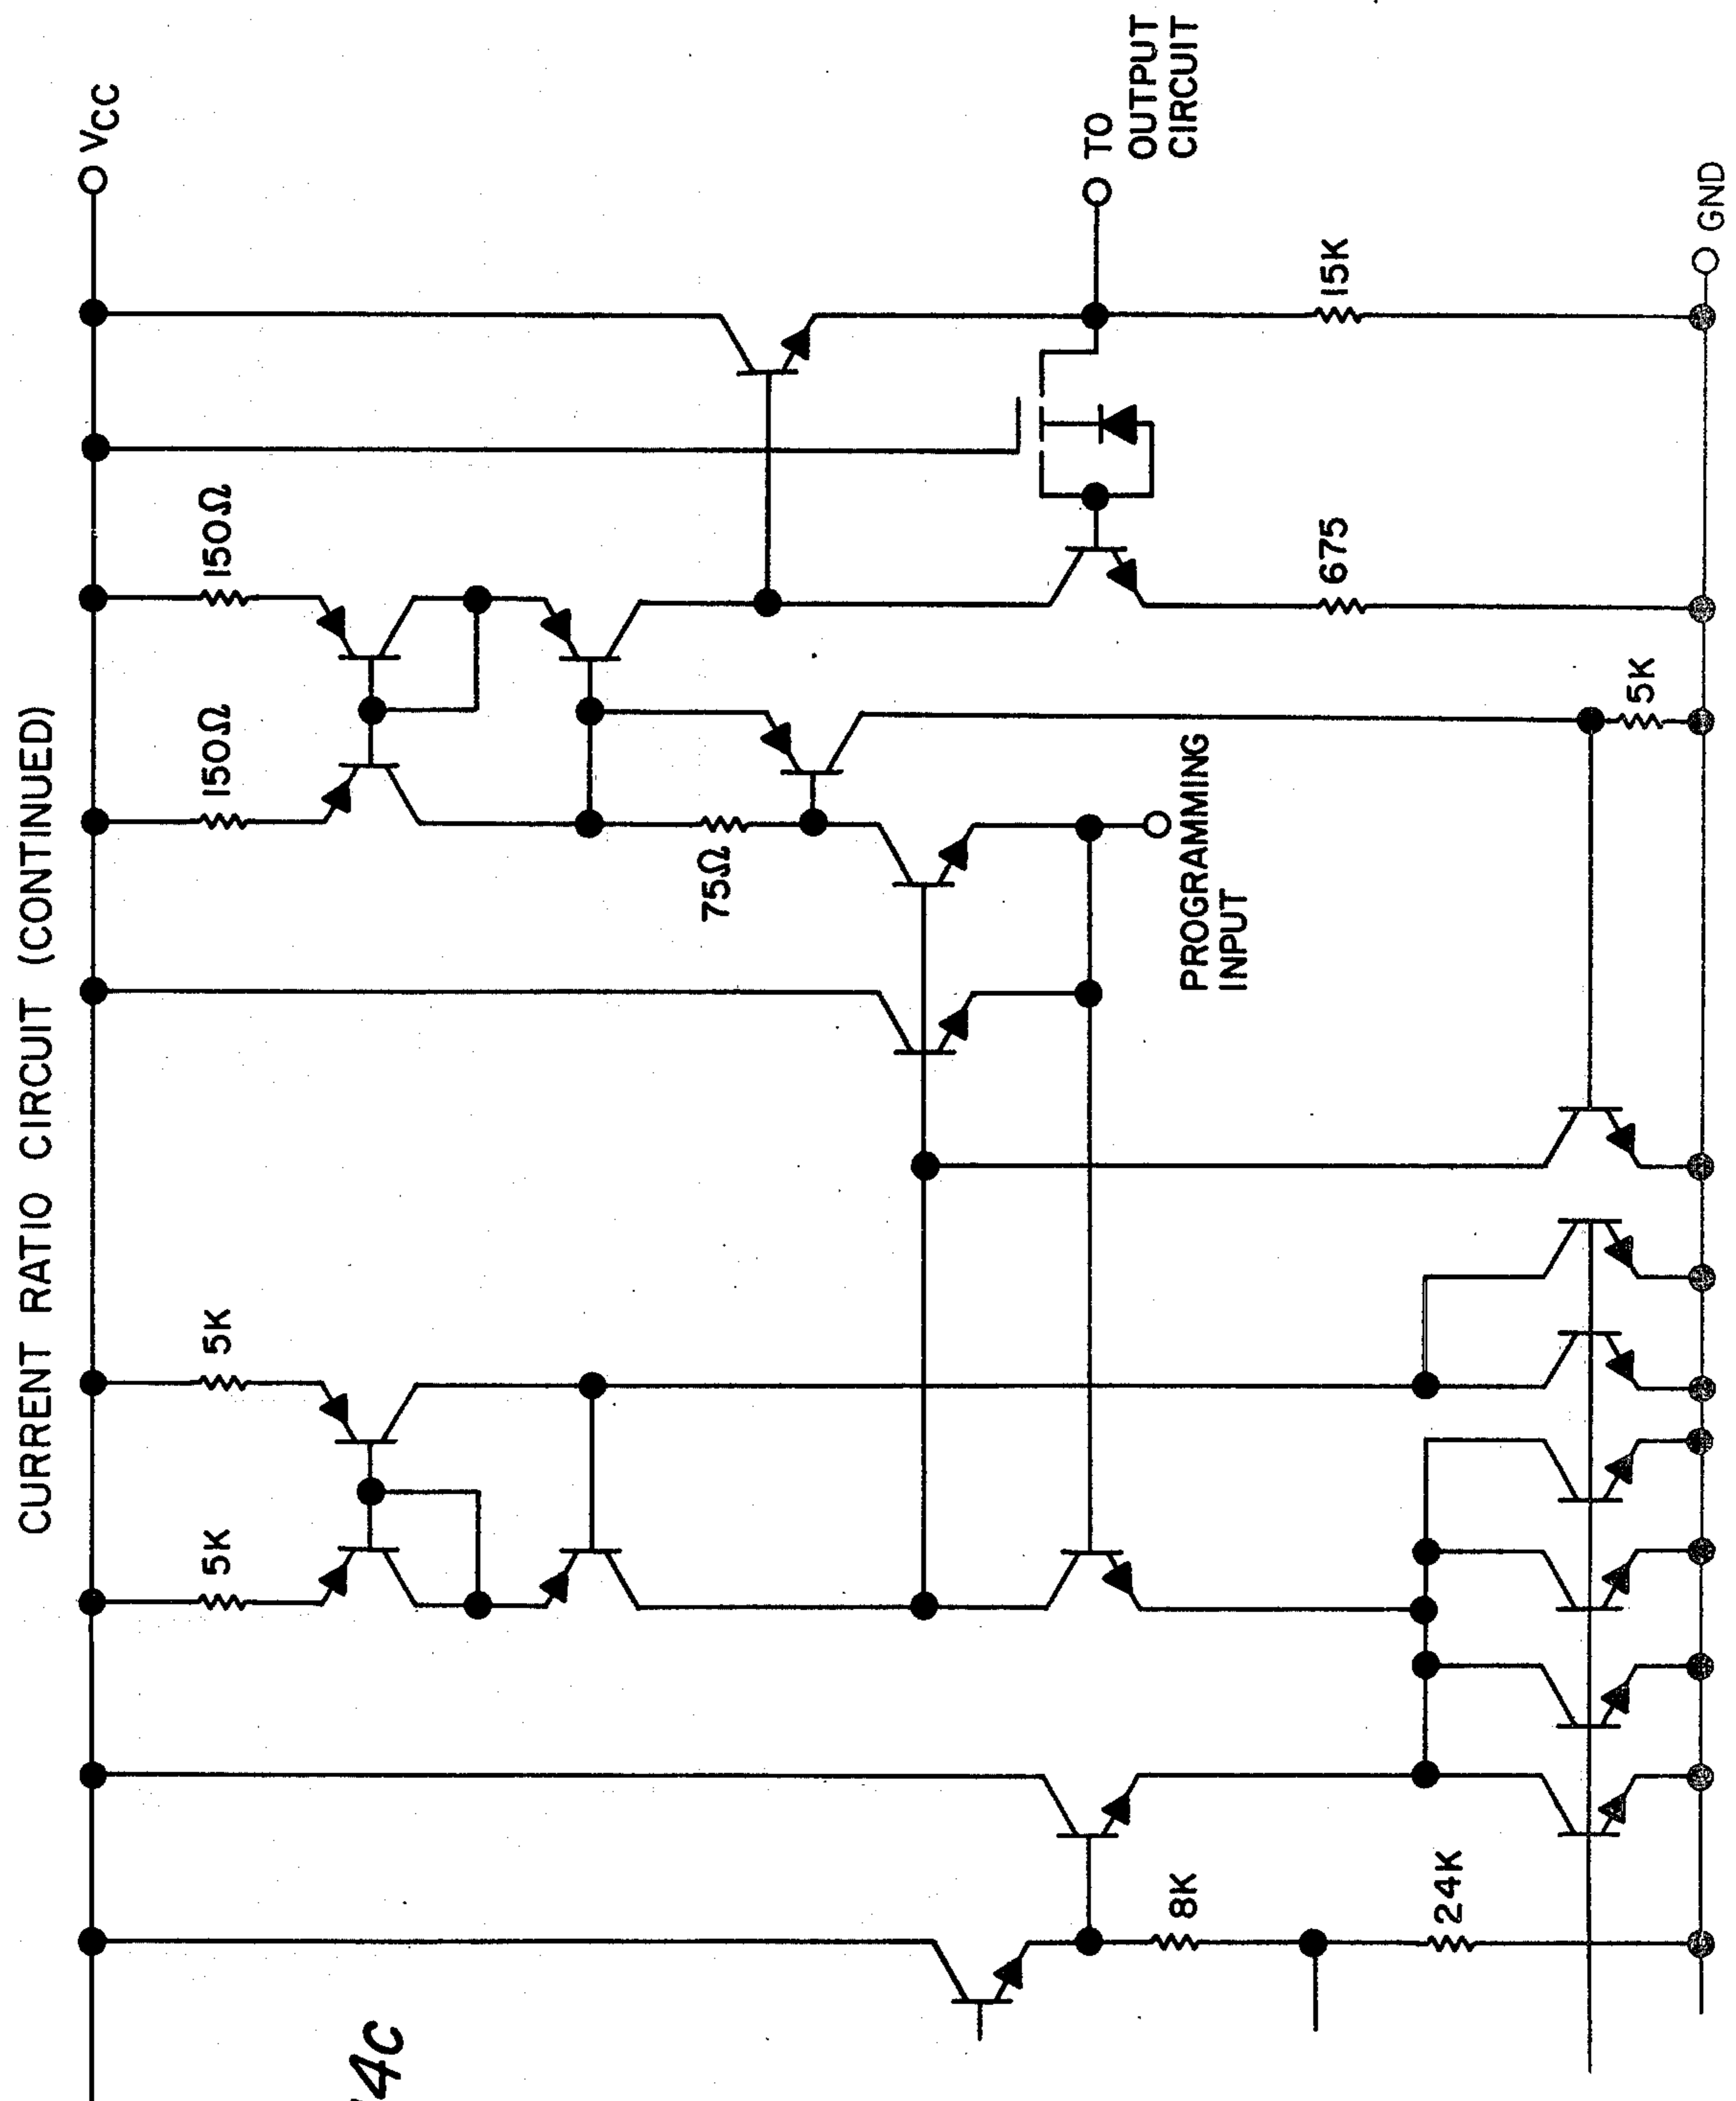 CURRENT RATIO CIRCUIT (CONTINUED)
VCC
5K
5K
150Ω
150Ω
75Ω
PROGRAMMING
INPUT
TO
OUTPUT
CIRCUIT
8K
24K
5K
675
15K
GND
4C